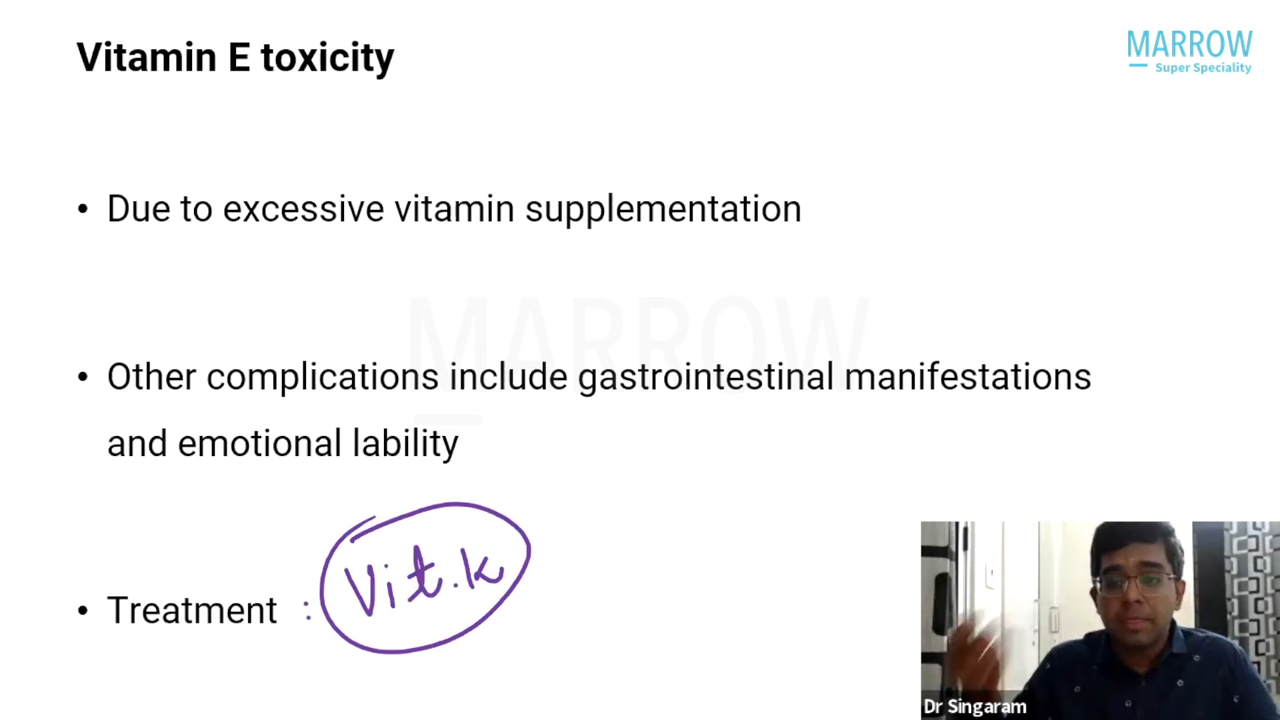 Vitamin E toxicity
MARROW
Super Speciality
• Due to excessive vitamin supplementation
MARROW
• Other complications include gastrointestinal manifestations
and emotional lability
• Treatment : Vit.k
Dr Singaram